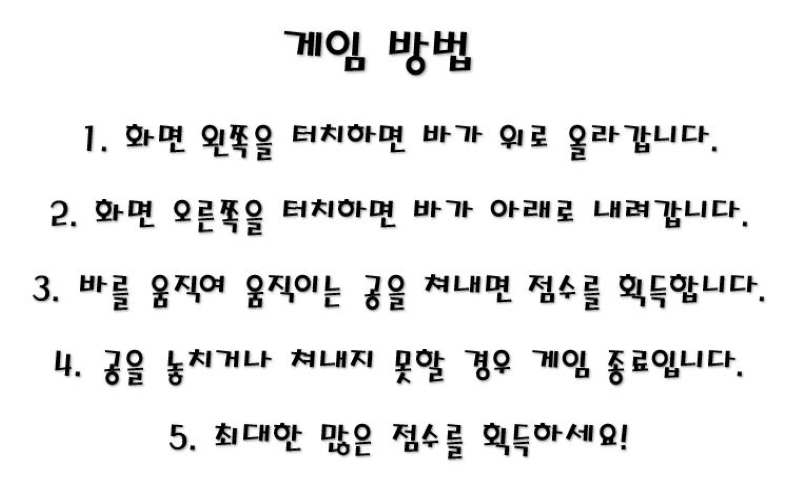 게임 방법
1. 화면 왼쪽을 터치하면 바가 위로 올라갑니다.
2. 화면 오른쪽을 터치하면 바가 아래로 내려갑니다.
3. 바를 움직여 움직이는 공을 쳐내면 점수를 획득합니다.
4. 공을 놓치거나 쳐내지 못할 경우 게임 종료입니다.
5. 최대한 많은 점수를 획득하세요!